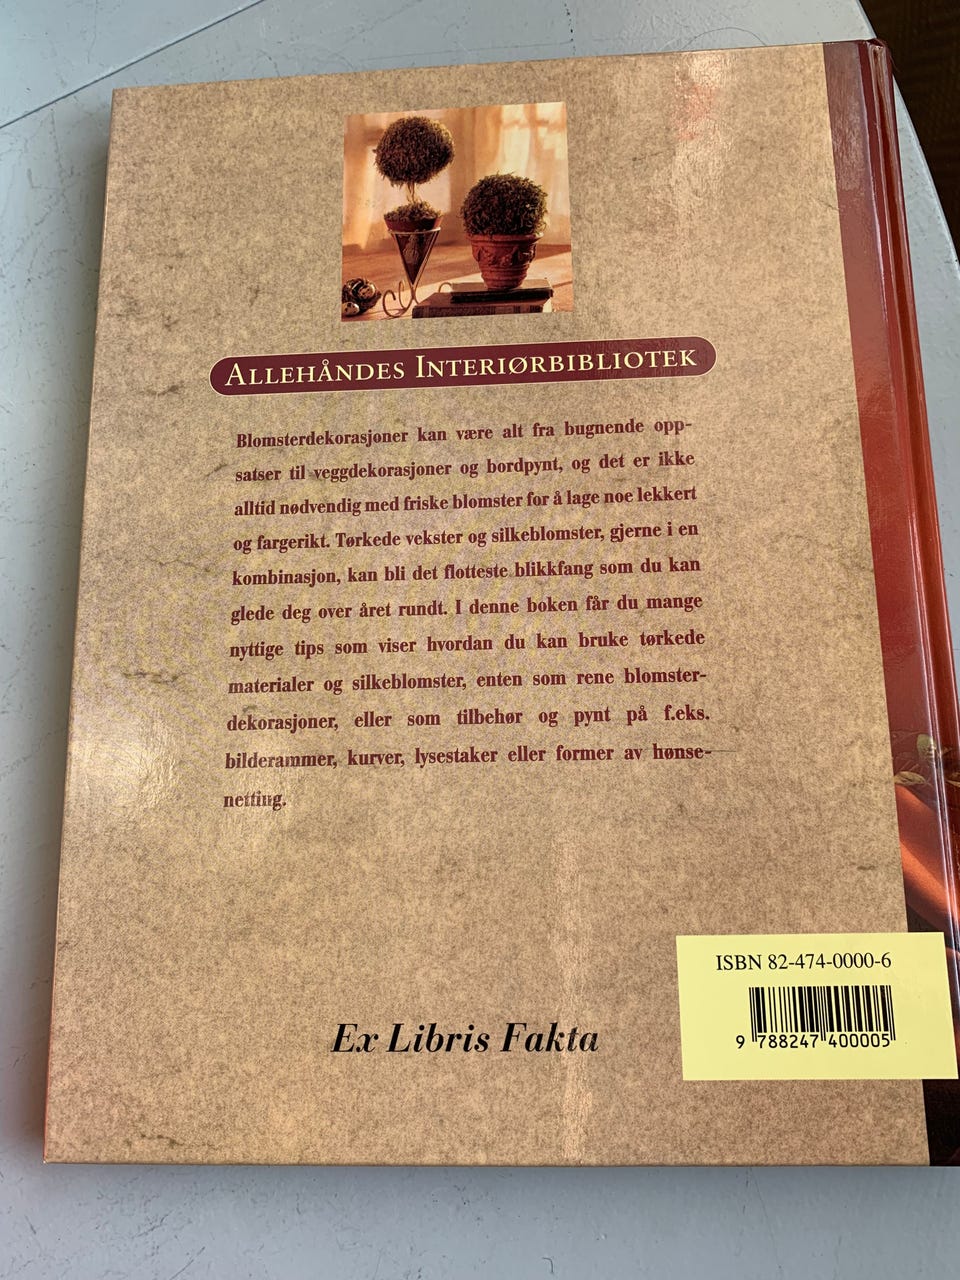 ALLEHÅNDES INTERIØRBIBLIOTEK
Blomsterdekorasjoner kan være alt fra bugnende opp-
satser til veggdekorasjoner og bordpynt, og det er ikke
alltid nødvendig med friske blomster for å lage noe lekkert
og fargerikt. Tørkede vekster og silkeblomster, gjerne i en
kombinasjon, kan bli det flotteste blikkfang som du kan
glede deg over året rundt. I denne boken får du mange
nyttige tips som viser hvordan du kan bruke tørkede
materialer og silkeblomster, enten som rene blomster-
dekorasjoner, eller som tilbehør og pynt på f.eks.
bilderammer, kurver, lysestaker eller former av hønse-
netting.
ISBN 82-474-0000-6
9 788247 400005
Ex Libris Fakta